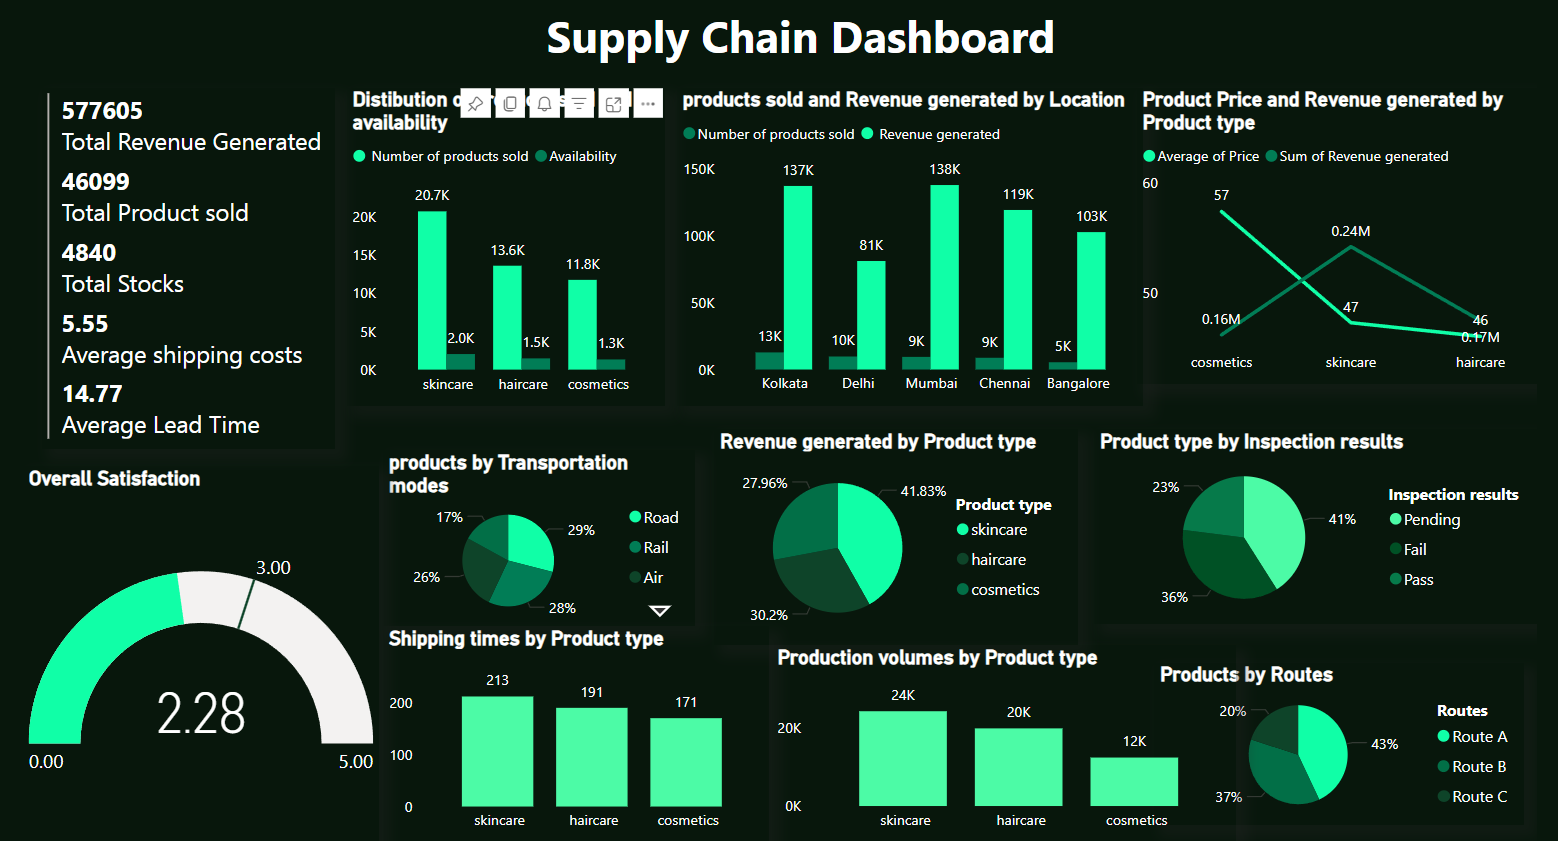 Supply Chain Dashboard
577605
Total Revenue Generated
46099
Total Product sold
4840
Total Stocks
5.55
Average shipping costs
14.77
Average Lead Time
Distibution
availability
Number of products sold Availability
20K
15K
10K
5K
0K
20.7K
2.0K
13.6K
1.5K
11.8K
1.3K
skincare haircare cosmetics
products sold and Revenue generated by Location
Number of products sold Revenue generated
150K
100K
50K
0K
13K
137K
10K
81K
9K
138K
9K
119K
5K
103K
Kolkata Delhi Mumbai Chennai Bangalore
Product Price and Revenue generated by
Product type
Average of Price Sum of Revenue generated
60
50
57
0.16M
0.24M
47
46
0.17M
cosmetics skincare haircare
Overall Satisfaction
3.00
2.28
0.00 5.00
products by Transportation
modes
17%
29%
26%
28%
Road
Rail
Air
Revenue generated by Product type
27.96%
41.83%
30.2%
Product type
skincare
haircare
cosmetics
Product type by Inspection results
23%
41%
36%
Inspection results
Pending
Fail
Pass
Shipping times by Product type
200
100
0
213
191
171
skincare haircare cosmetics
Production volumes by Product type
20K
0K
24K
20K
12K
skincare haircare cosmetics
Products by Routes
20%
43%
37%
Routes
Route A
Route B
Route C